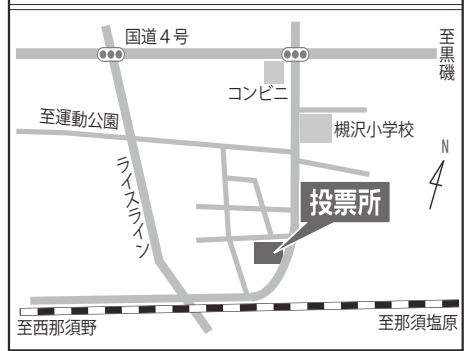 国道4号
至黒磯
コンビニ
至運動公園
槻沢小学校
N
ライスライン
投票所
至西那須野
至那須塩原